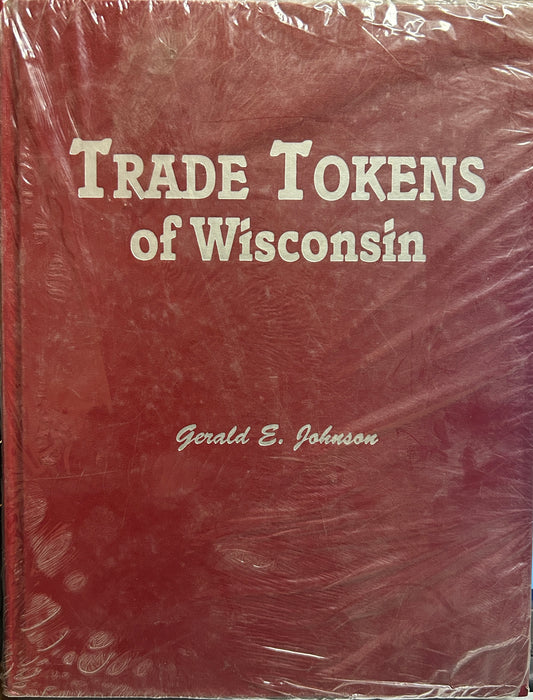 TRADE TOKENS
of Wisconsin
Gerald E. Johnson